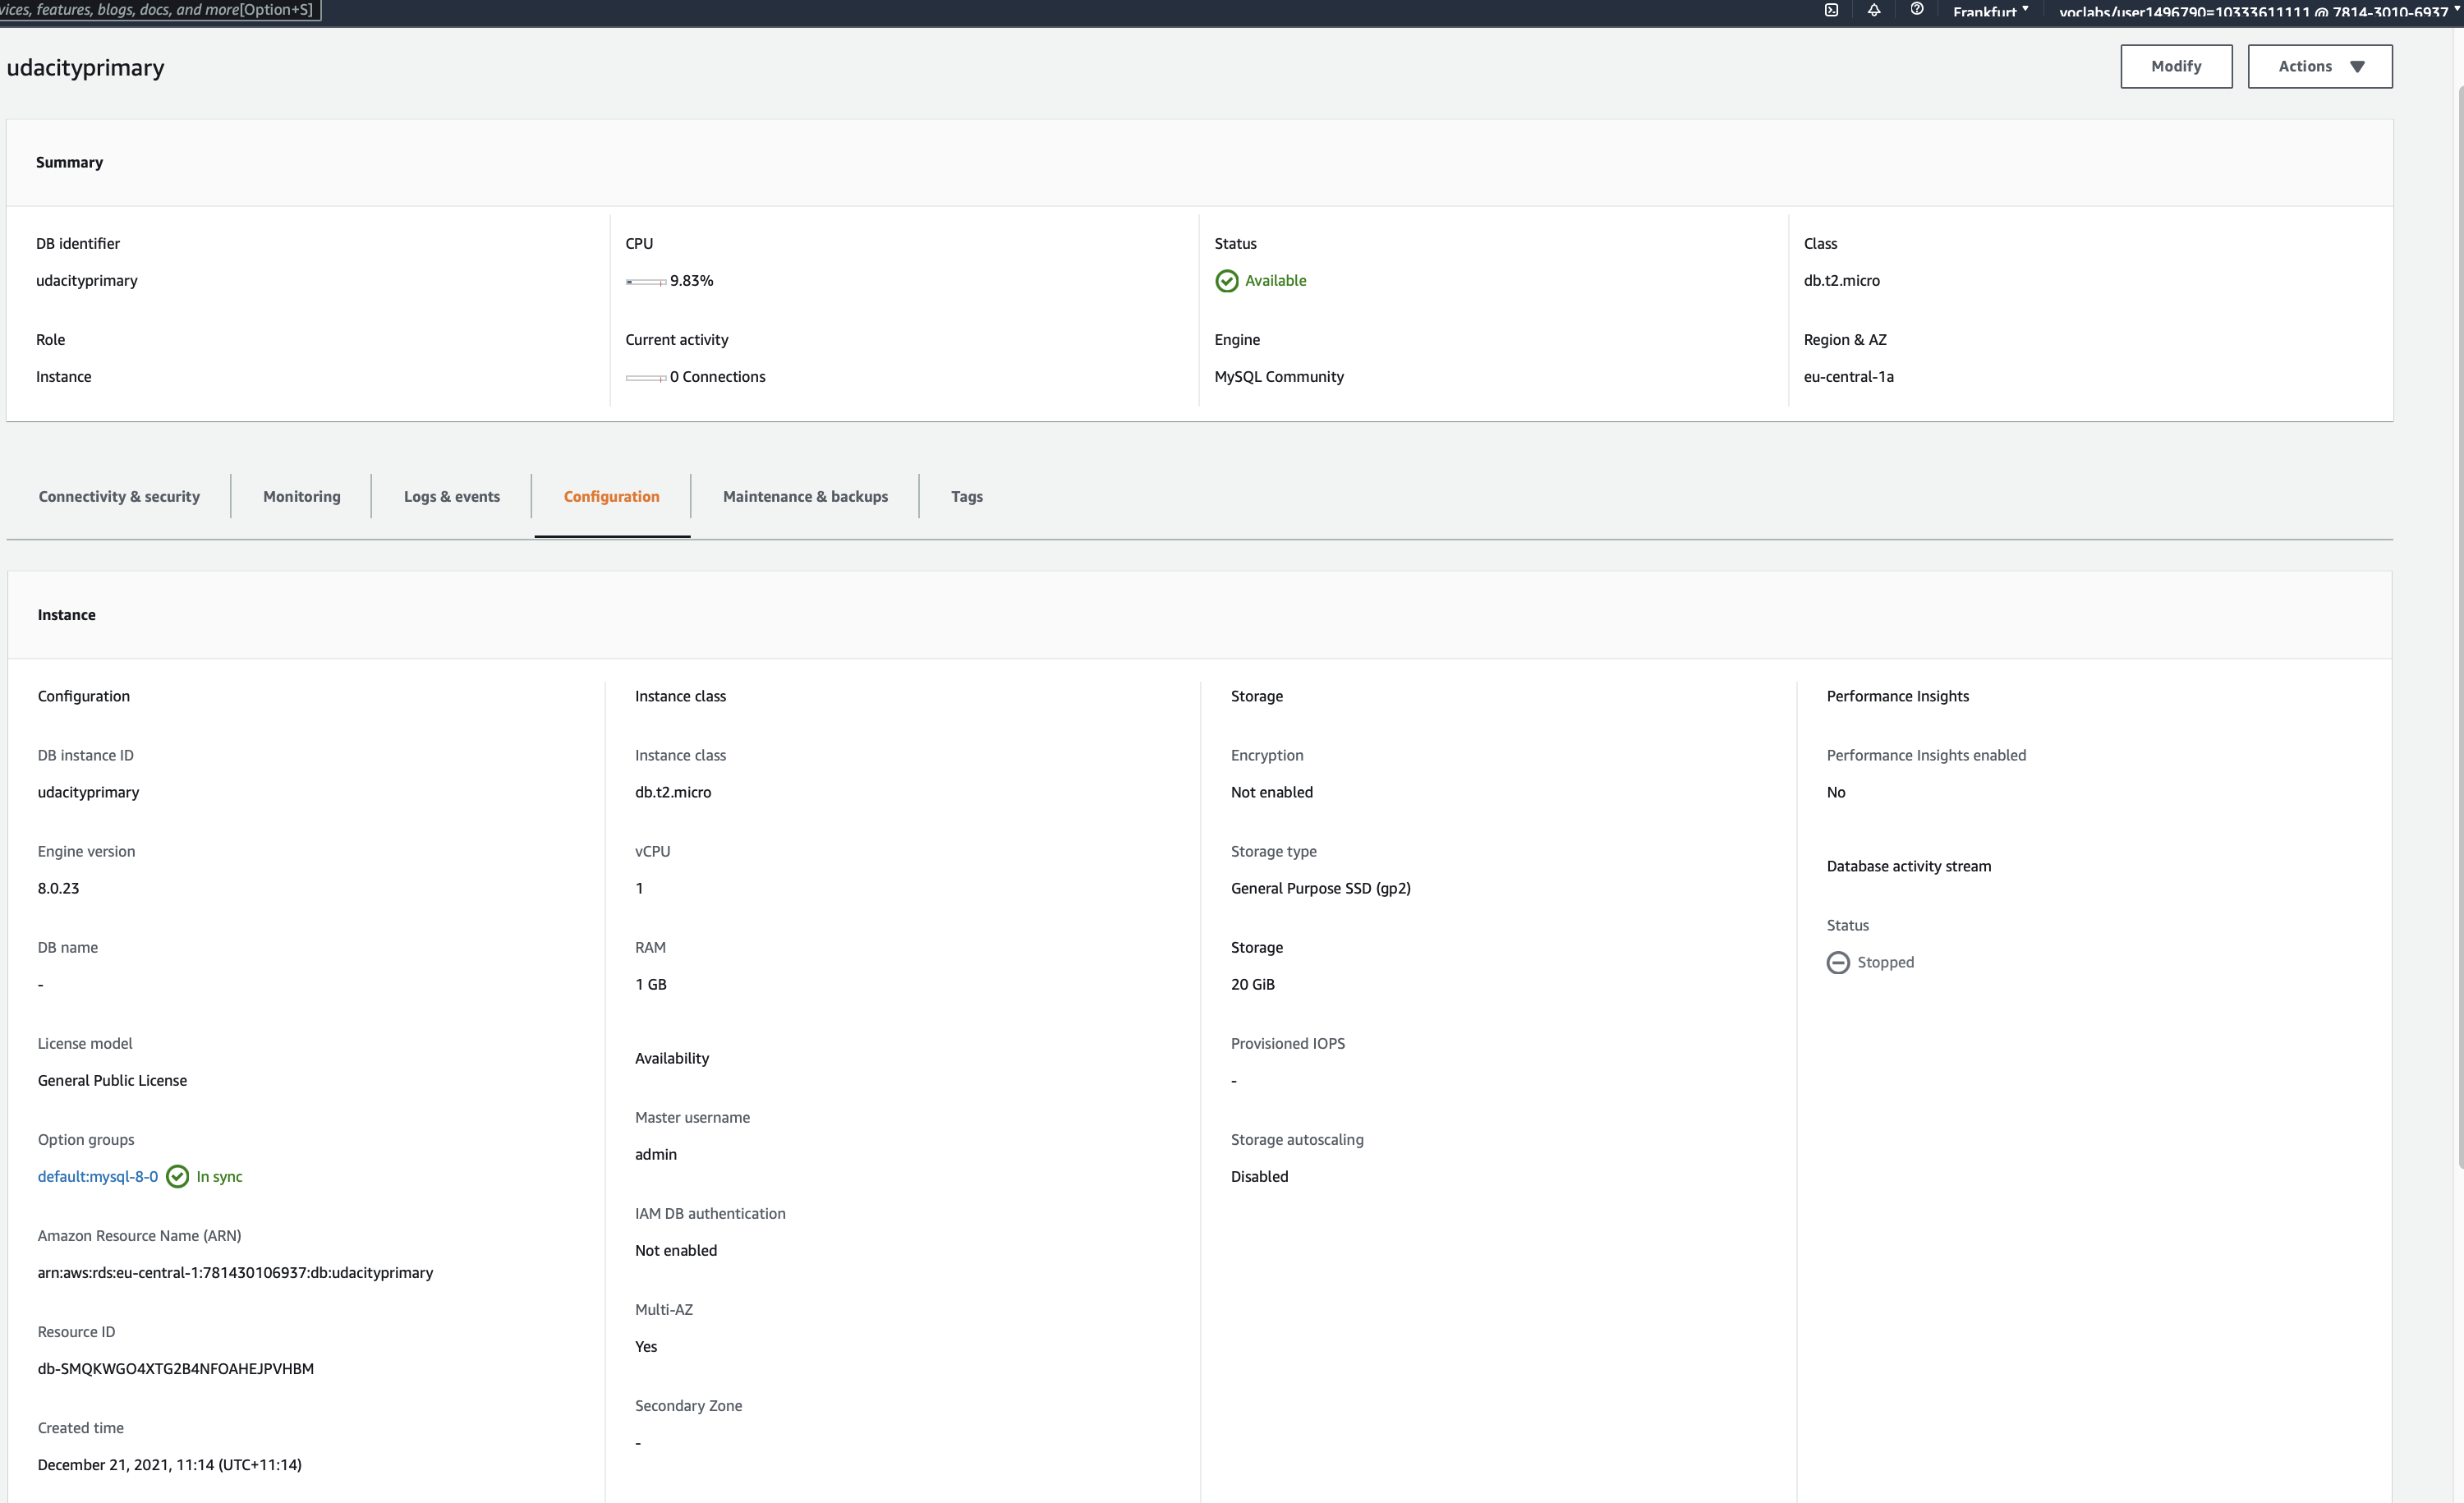 vices, features, blogs, docs, and more [Option+S]
Frankfurt
voclabs/user1496790=10333611111 @ 7814-3010-6937
udacityprimary
Modify
Actions
Summary
DB identifier
udacityprimary
CPU
9.83%
Status
Available
Class
db.t2.micro
Role
Instance
Current activity
0 Connections
Engine
MySQL Community
Region & AZ
eu-central-1a
Connectivity & security
Monitoring
Logs & events
Configuration
Maintenance & backups
Tags
Instance
Configuration
DB instance ID
udacityprimary
Engine version
8.0.23
DB name
-
License model
General Public License
Option groups
default:mysql-8-0 In sync
Amazon Resource Name (ARN)
arn:aws:rds:eu-central-1:781430106937:db:udacityprimary
Resource ID
db-SMQKWGO4XTG2B4NFOAHEJPVHBM
Created time
December 21, 2021, 11:14 (UTC+11:14)
Instance class
Instance class
db.t2.micro
vCPU
1
RAM
1 GB
Availability
Master username
admin
IAM DB authentication
Not enabled
Multi-AZ
Yes
Secondary Zone
-
Storage
Encryption
Not enabled
Storage type
General Purpose SSD (gp2)
Storage
20 GiB
Provisioned IOPS
-
Storage autoscaling
Disabled
Performance Insights
Performance Insights enabled
No
Database activity stream
Status
Stopped